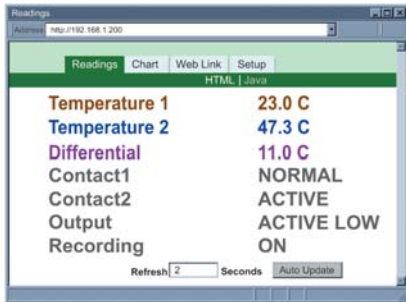 Readings
Address http://192.168.1.200
Readings Chart Web Link Setup
HTML | Java
Temperature 1 23.0 C
Temperature 2 47.3 C
Differential 11.0 C
Contact1 NORMAL
Contact2 ACTIVE
Output ACTIVE LOW
Recording ON
Refresh 2 Seconds Auto Update